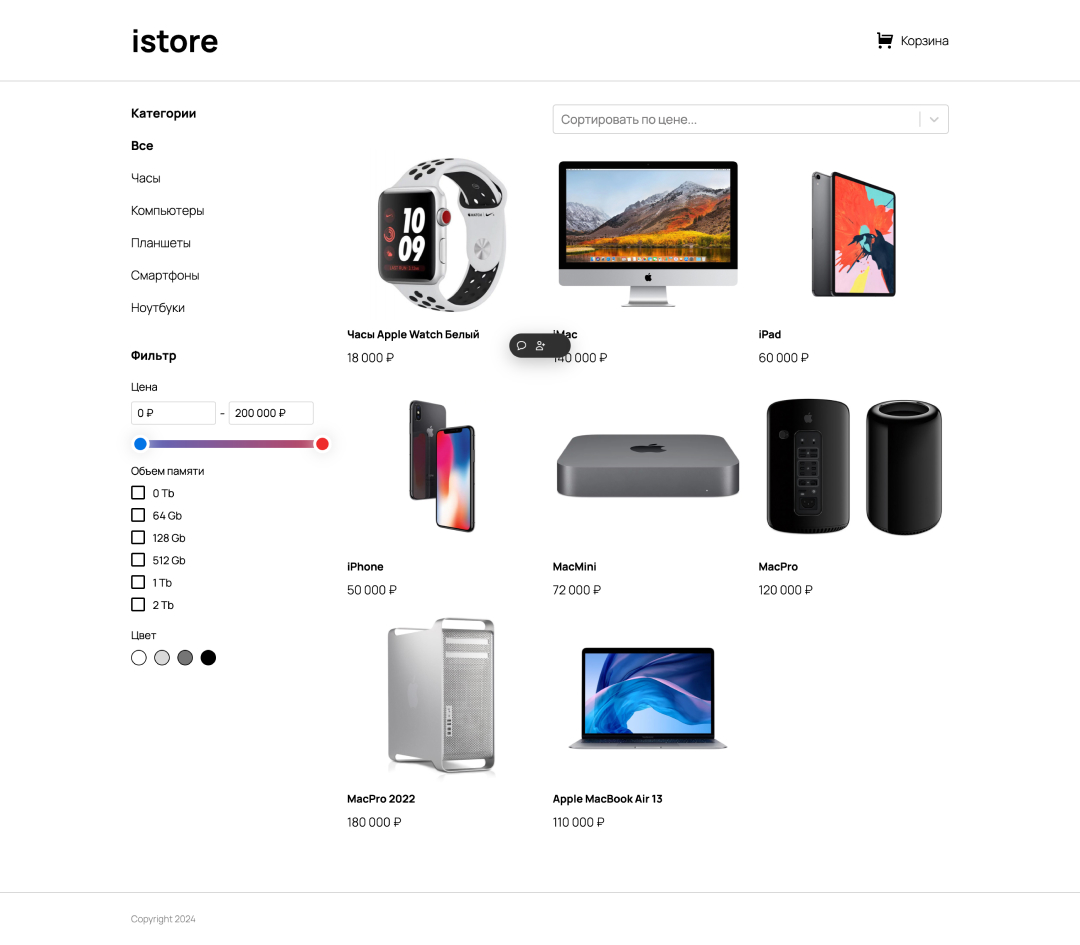 istore
Корзина
Категории
Все
Часы
Компьютеры
Планшеты
Смартфоны
Ноутбуки
Фильтр
Цена
0 ₽ - 200 000 ₽
Объем памяти
0 Tb
64 Gb
128 Gb
512 Gb
1 Tb
2 Tb
Цвет
Сортировать по цене...
10
09
Часы Apple Watch Белый
18 000 ₽
iMac
140 000 ₽
iPad
60 000 ₽
iPhone
50 000 ₽
MacMini
72 000 ₽
MacPro
120 000 ₽
MacPro 2022
180 000 ₽
Apple MacBook Air 13
110 000 ₽
Copyright 2024